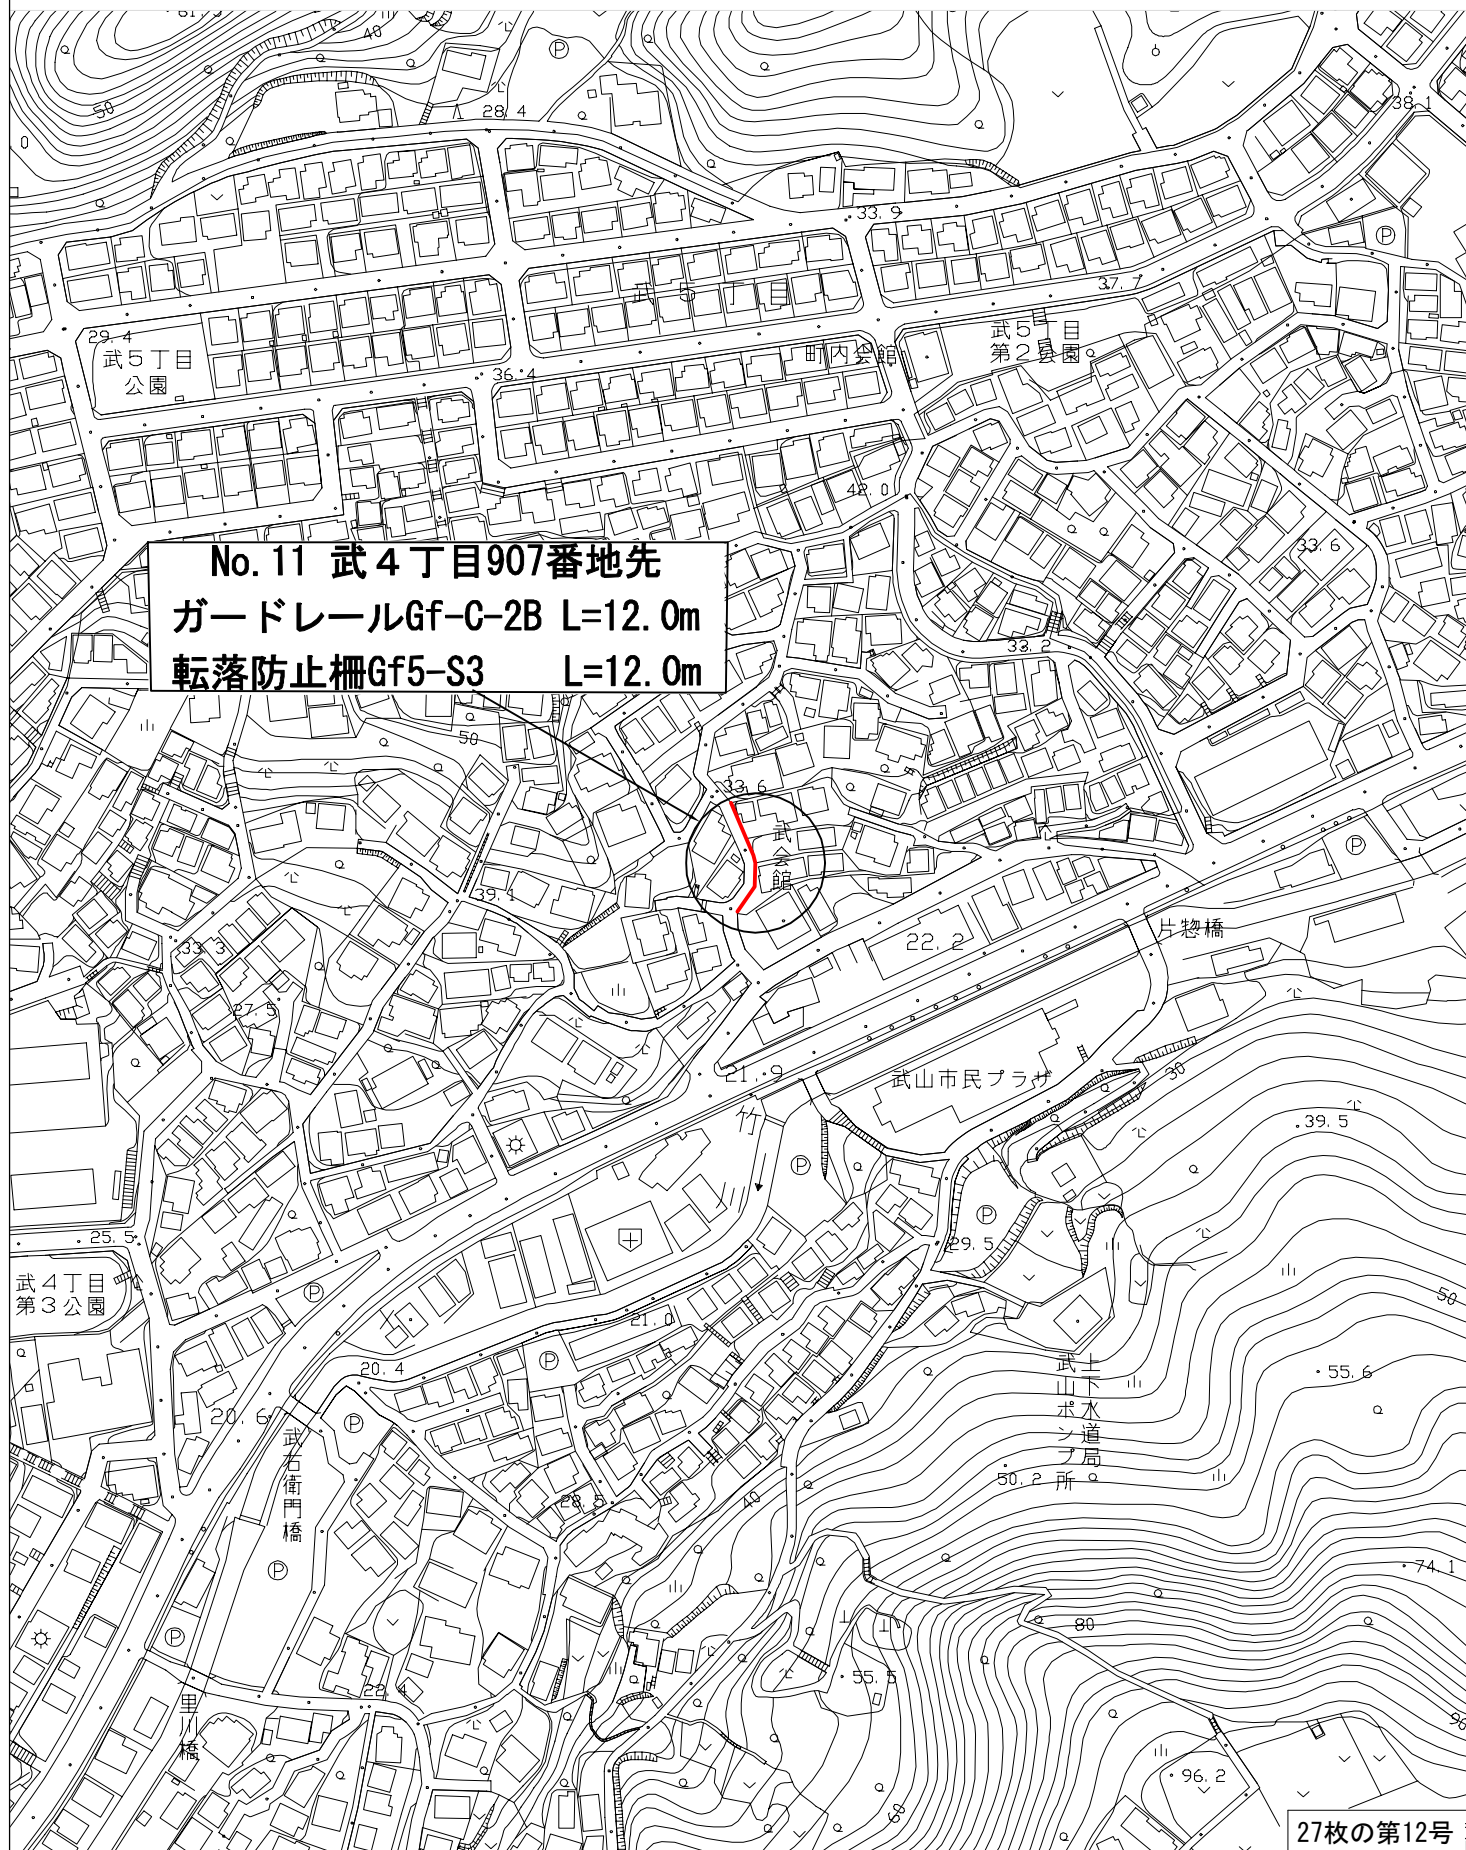 40
50
28.4
38.1
33.9
37.7
武５丁目
29.4
武５丁目
公園
36.4
町内会館
武５丁目
第２公園
42.0
33.6
No.11 武４丁目907番地先
ガードレールGf-C-2B L=12.0m
転落防止柵Gf5-S3 L=12.0m
33.2
50
33.6
武会館
39.1
33.3
27.5
22.2
片惣橋
21.9
武山市民プラザ
竹
30
39.5
25.5
29.5
武４丁目
第３公園
50
21.0
20.4
20.6
武右衛門橋
上下水道局
武山ポンプ所
55.6
50.2
40
28.5
74.1
80
55.5
22.4
里川橋
96.2
60
27枚の第12号
P
P
P
P
P
P
P
P
P
P